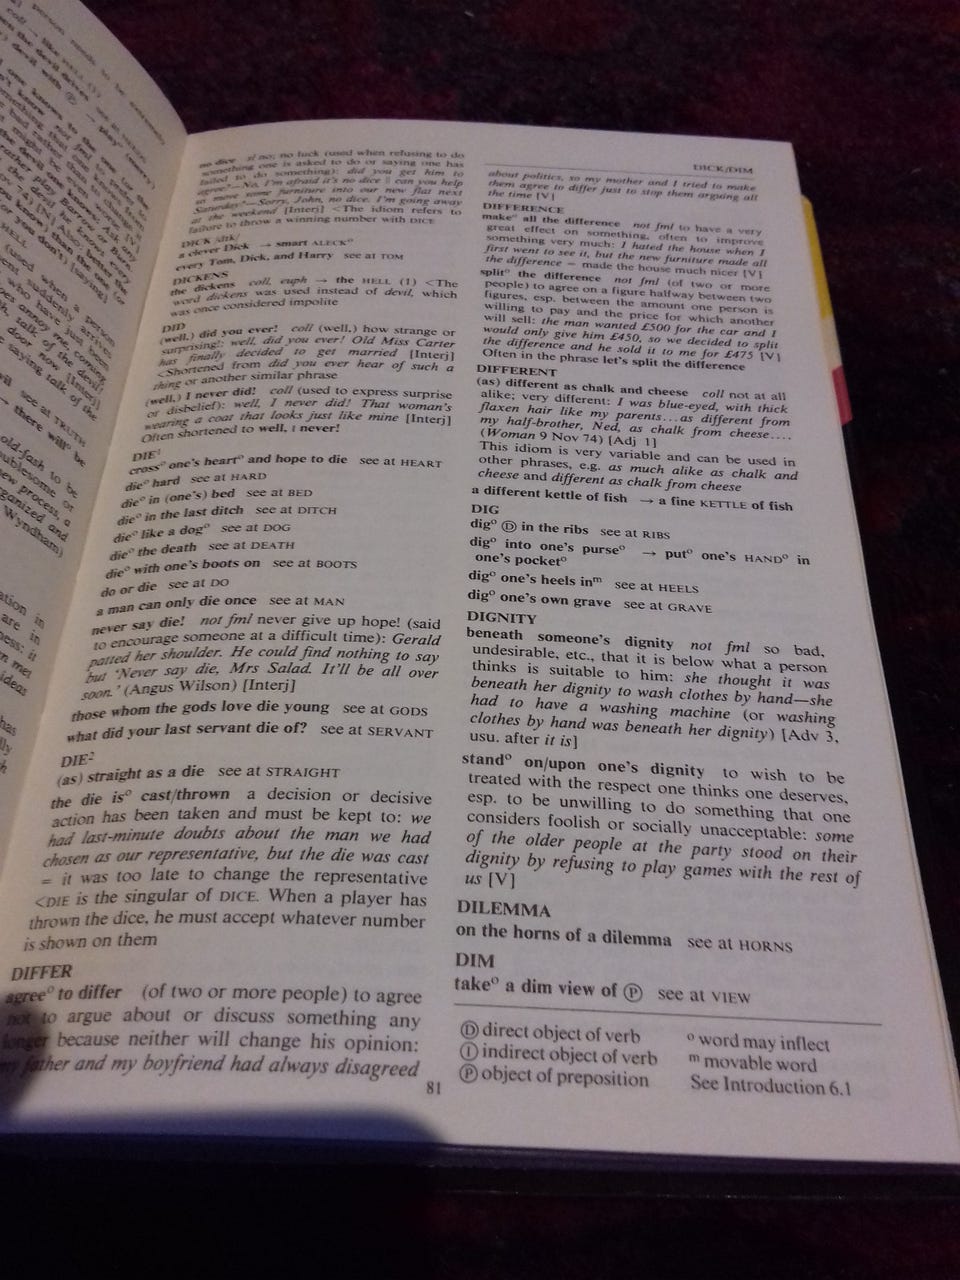 DICK/DIM
no dice sl no; no luck (used when refusing to do
something one is asked to do or saying one has
failed to do something): did you get him to
agree?—No, I'm afraid it's no dice || can you help
us move some furniture into our new flat next
Saturday?—Sorry, John, no dice. I'm going away
at the weekend [Interj] <The idiom refers to
failure to throw a winning number with DICE
DICK /dɪk/
a clever Dick → smart ALECKº
every Tom, Dick, and Harry see at TOM
DICKENS
the dickens coll, euph → the HELL (1) <The
word dickens was used instead of devil, which
was once considered impolite
DID
(well,) did you ever! coll (well,) how strange or
surprising!: well, did you ever! Old Miss Carter
has finally decided to get married [Interj]
<Shortened from did you ever hear of such a
thing or another similar phrase
(well,) I never did! coll (used to express surprise
or disbelief): well, I never did! That woman's
wearing a coat that looks just like mine [Interj]
Often shortened to well, I never!
DIE¹
crossº one's heartº and hope to die see at HEART
dieº hard see at HARD
dieº in (one's) bed see at BED
dieº in the last ditch see at DITCH
dieº like a dogº see at DOG
dieº the death see at DEATH
dieº with one's boots on see at BOOTS
do or die see at DO
a man can only die once see at MAN
never say die! not fml never give up hope! (said
to encourage someone at a difficult time): Gerald
patted her shoulder. He could find nothing to say
but 'Never say die, Mrs Salad. It'll be all over
soon.' (Angus Wilson) [Interj]
those whom the gods love die young see at GODS
what did your last servant die of? see at SERVANT
DIE²
(as) straight as a die see at STRAIGHT
the die isº cast/thrown a decision or decisive
action has been taken and must be kept to: we
had last-minute doubts about the man we had
chosen as our representative, but the die was cast
= it was too late to change the representative
<DIE is the singular of DICE. When a player has
thrown the dice, he must accept whatever number
is shown on them
DIFFER
agreeº to differ (of two or more people) to agree
not to argue about or discuss something any
longer because neither will change his opinion:
my father and my boyfriend had always disagreed
about politics, so my mother and I tried to make
them agree to differ just to stop them arguing all
the time [V]
DIFFERENCE
makeº all the difference not fml to have a very
great effect on something, often to improve
something very much: I hated the house when I
first went to see it, but the new furniture made all
the difference = made the house much nicer [V]
splitº the difference not fml (of two or more
people) to agree on a figure halfway between two
figures, esp. between the amount one person is
willing to pay and the price for which another
will sell: the man wanted £500 for the car and I
would only give him £450, so we decided to split
the difference and he sold it to me for £475 [V]
Often in the phrase let's split the difference
DIFFERENT
(as) different as chalk and cheese coll not at all
alike; very different: I was blue-eyed, with thick
flaxen hair like my parents... as different from
my half-brother, Ned, as chalk from cheese....
(Woman 9 Nov 74) [Adj 1]
This idiom is very variable and can be used in
other phrases, e.g. as much alike as chalk and
cheese and different as chalk from cheese
a different kettle of fish → a fine KETTLE of fish
DIG
digº Ⓓ in the ribs see at RIBS
digº into one's purseº → putº one's HANDº in
one's pocketº
digº one's heels inᵐ see at HEELS
digº one's own grave see at GRAVE
DIGNITY
beneath someone's dignity not fml so bad,
undesirable, etc., that it is below what a person
thinks is suitable to him: she thought it was
beneath her dignity to wash clothes by hand—she
had to have a washing machine (or washing
clothes by hand was beneath her dignity) [Adv 3,
usu. after it is]
standº on/upon one's dignity to wish to be
treated with the respect one thinks one deserves,
esp. to be unwilling to do something that one
considers foolish or socially unacceptable: some
of the older people at the party stood on their
dignity by refusing to play games with the rest of
us [V]
DILEMMA
on the horns of a dilemma see at HORNS
DIM
takeº a dim view of Ⓟ see at VIEW
Ⓓ direct object of verb
Ⓘ indirect object of verb
Ⓟ object of preposition
º word may inflect
ᵐ movable word
See Introduction 6.1
81